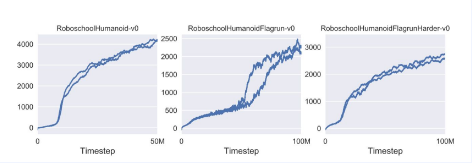 RoboschoolHumanoid-v0
4000
3000
2000
1000
0
0
50M
Timestep
RoboschoolHumanoidFlagrun-v0
2500
2000
1500
1000
500
0
0
100M
Timestep
RoboschoolHumanoidFlagrunHarder-v0
3000
2000
1000
0
0
100M
Timestep